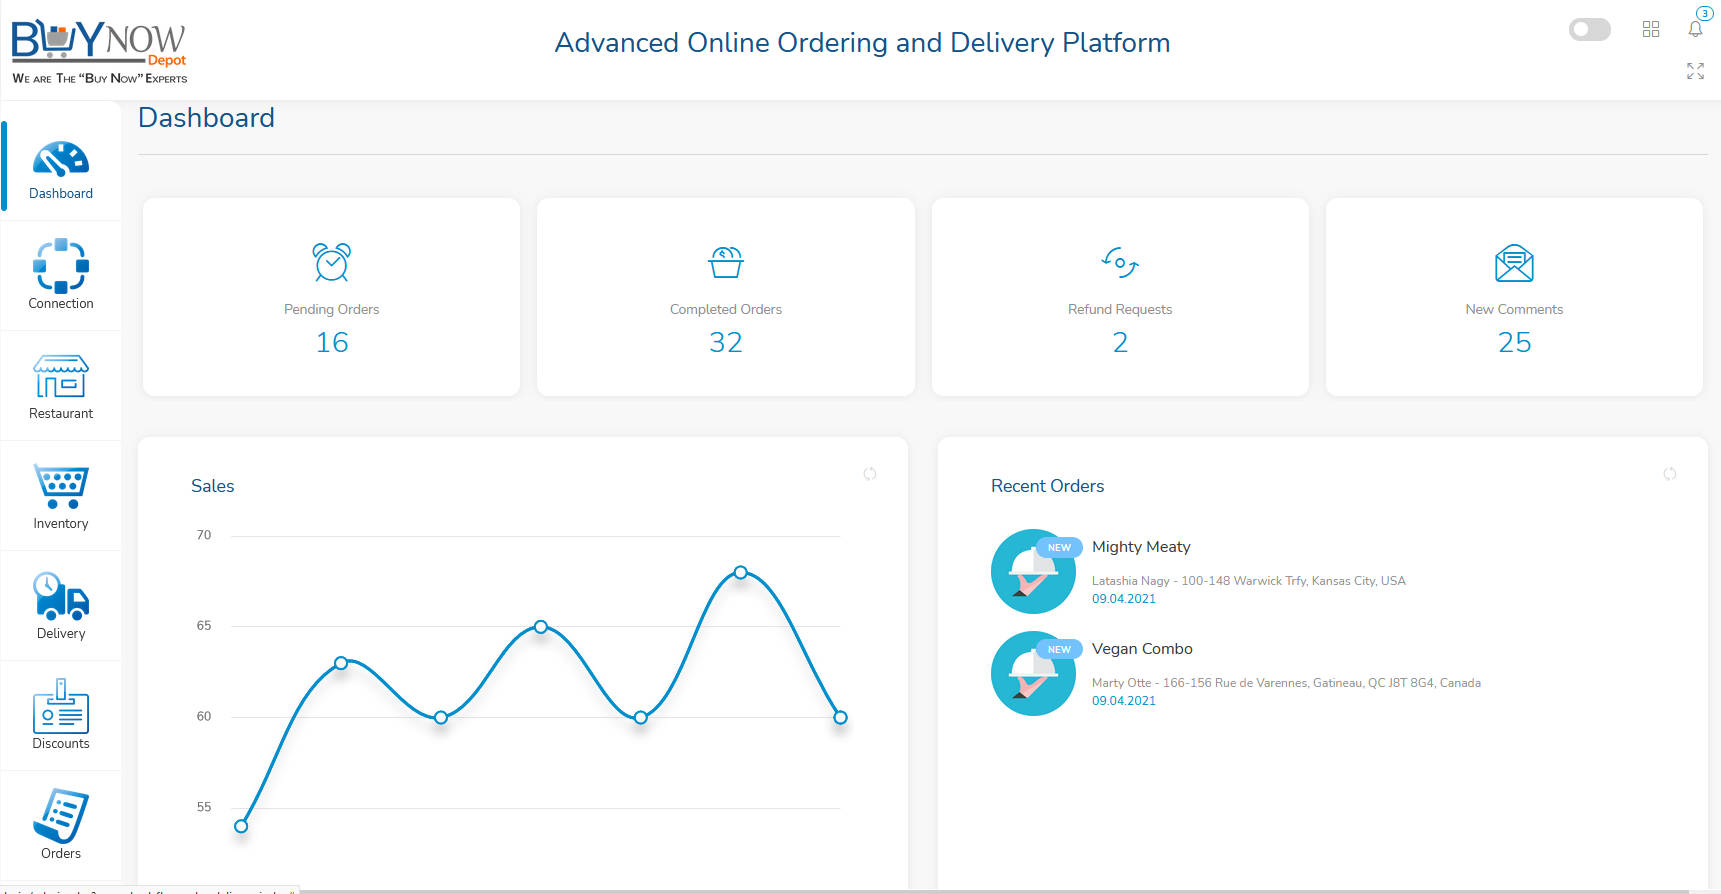 BUYNOW
Depot
WE ARE THE "BUY NOW" EXPERTS
Advanced Online Ordering and Delivery Platform
3
Dashboard
Dashboard
Connection
Restaurant
Inventory
Delivery
Discounts
Orders
Pending Orders
16
Completed Orders
32
Refund Requests
2
New Comments
25
Sales
70
65
60
55
Recent Orders
NEW
Mighty Meaty
Latashia Nagy - 100-148 Warwick Trfy, Kansas City, USA
09.04.2021
NEW
Vegan Combo
Marty Otte - 166-156 Rue de Varennes, Gatineau, QC J8T 8G4, Canada
09.04.2021